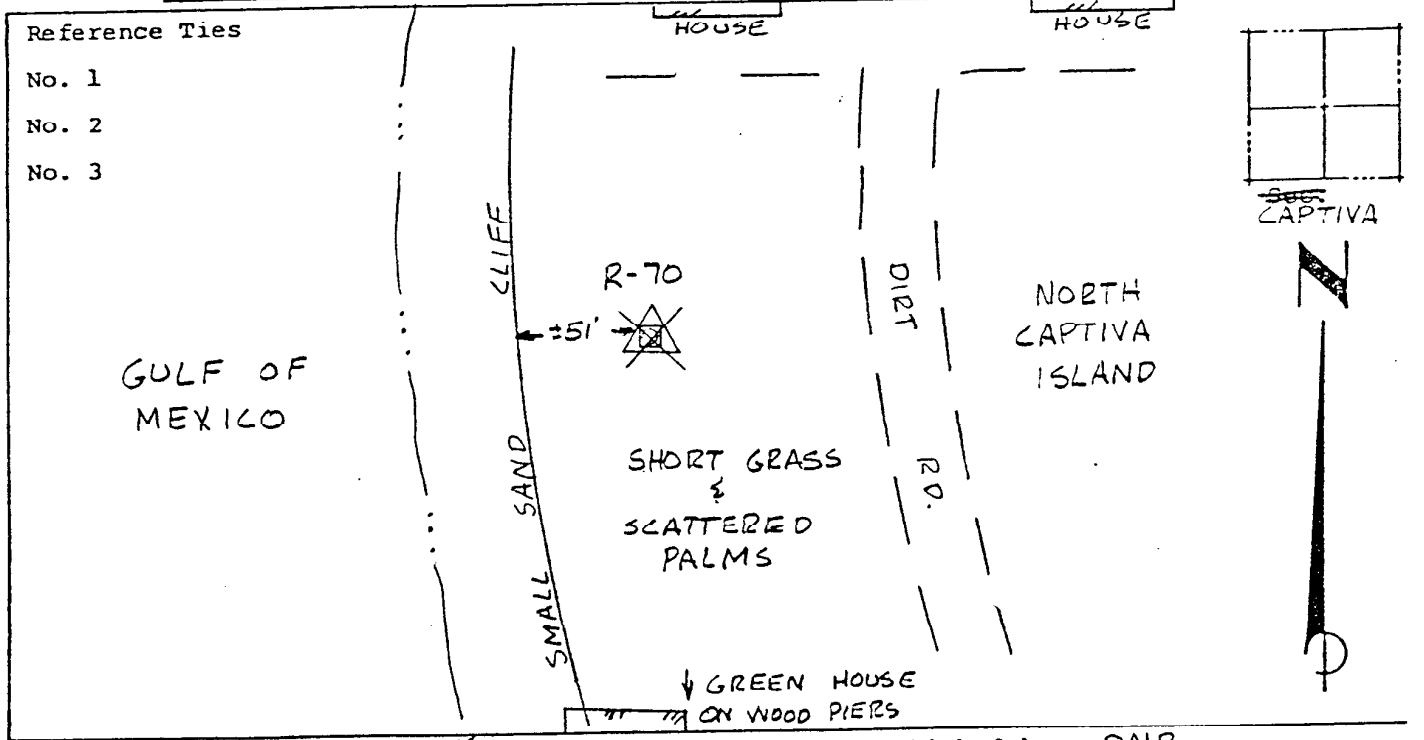 HOUSE
HOUSE
Reference Ties
No. 1
No. 2
No. 3
CAPTIVA
N
SMALL SAND CLIFF
R-70
±51'
DIRT RD.
NORTH
CAPTIVA
ISLAND
GULF OF
MEXICO
SHORT GRASS
&
SCATTERED
PALMS
GREEN HOUSE
ON WOOD PIERS